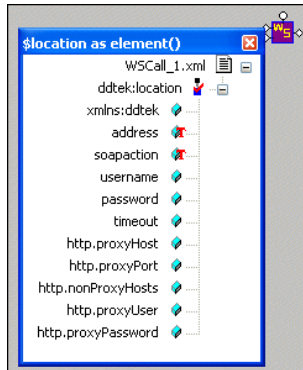 $location as element()
WS
WSCall_1.xml
ddtek:location
xmlns:ddtek
address
soapaction
username
password
timeout
http.proxyHost
http.proxyPort
http.nonProxyHosts
http.proxyUser
http.proxyPassword